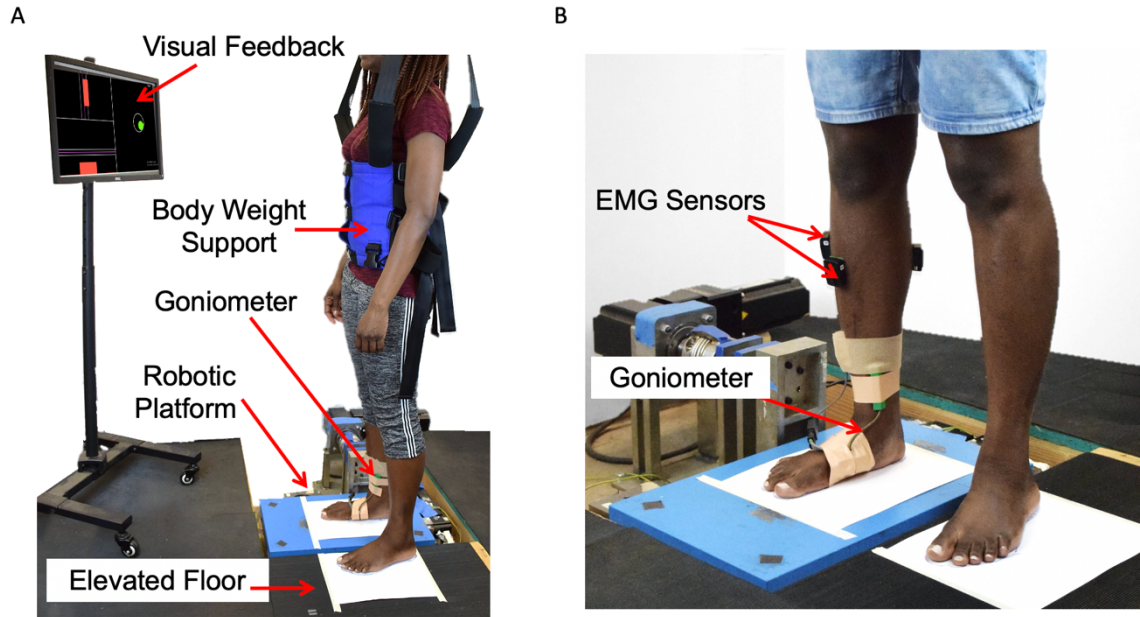 A
Visual Feedback
Body Weight
Support
Goniometer
Robotic
Platform
Elevated Floor
B
EMG Sensors
Goniometer